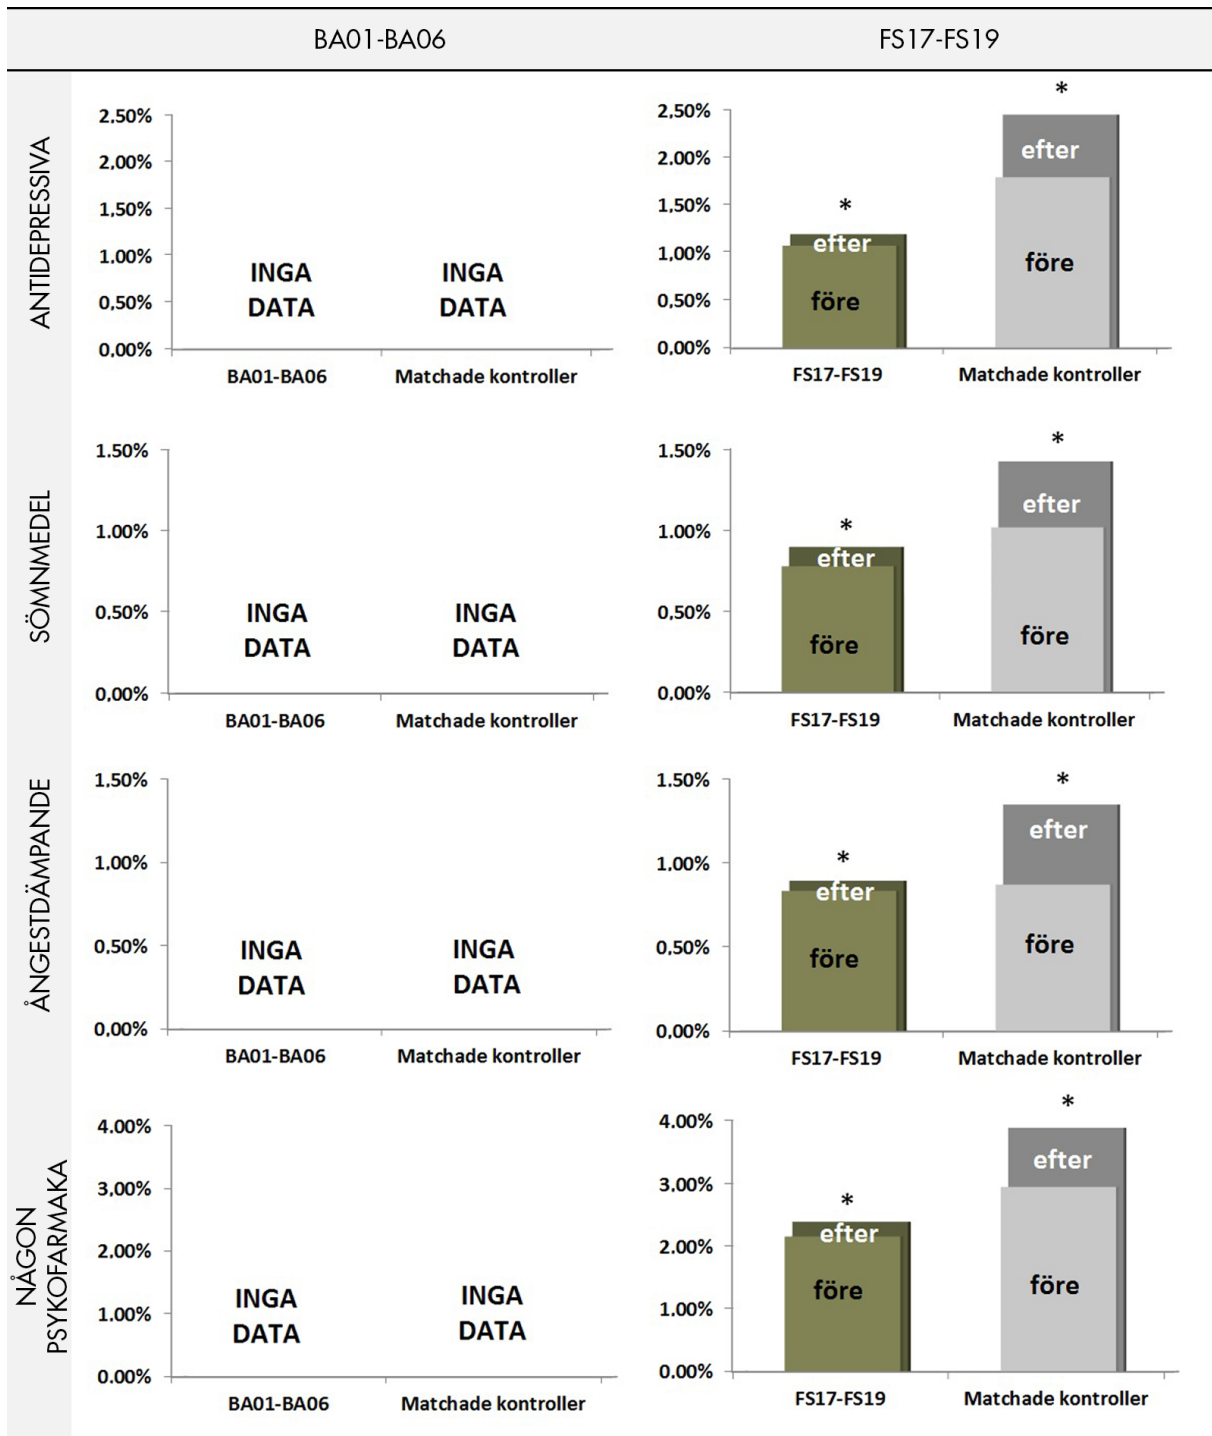 BA01-BA06
FS17-FS19
ANTIDEPRESSIVA
2,50%
2,00%
1,50%
1,00%
0,50%
0,00%
INGA
DATA
INGA
DATA
BA01-BA06
Matchade kontroller
2,50%
2,00%
1,50%
1,00%
0,50%
0,00%
*
efter
före
*
efter
före
FS17-FS19
Matchade kontroller
SÖMNMEDEL
1.50%
1.00%
0.50%
0,00%
INGA
DATA
INGA
DATA
BA01-BA06
Matchade kontroller
1.50%
1.00%
0.50%
0.00%
*
efter
före
*
efter
före
FS17-FS19
Matchade kontroller
ÅNGESTDÄMPANDE
1,50%
1,00%
0,50%
0,00%
INGA
DATA
INGA
DATA
BA01-BA06
Matchade kontroller
1.50%
1,00%
0,50%
0,00%
*
efter
före
*
efter
före
FS17-FS19
Matchade kontroller
NÅGON
PSYKOFARMAKA
4.00%
3.00%
2.00%
1.00%
0.00%
INGA
DATA
INGA
DATA
BA01-BA06
Matchade kontroller
4.00%
3.00%
2.00%
1.00%
0.00%
*
efter
före
*
efter
före
FS17-FS19
Matchade kontroller